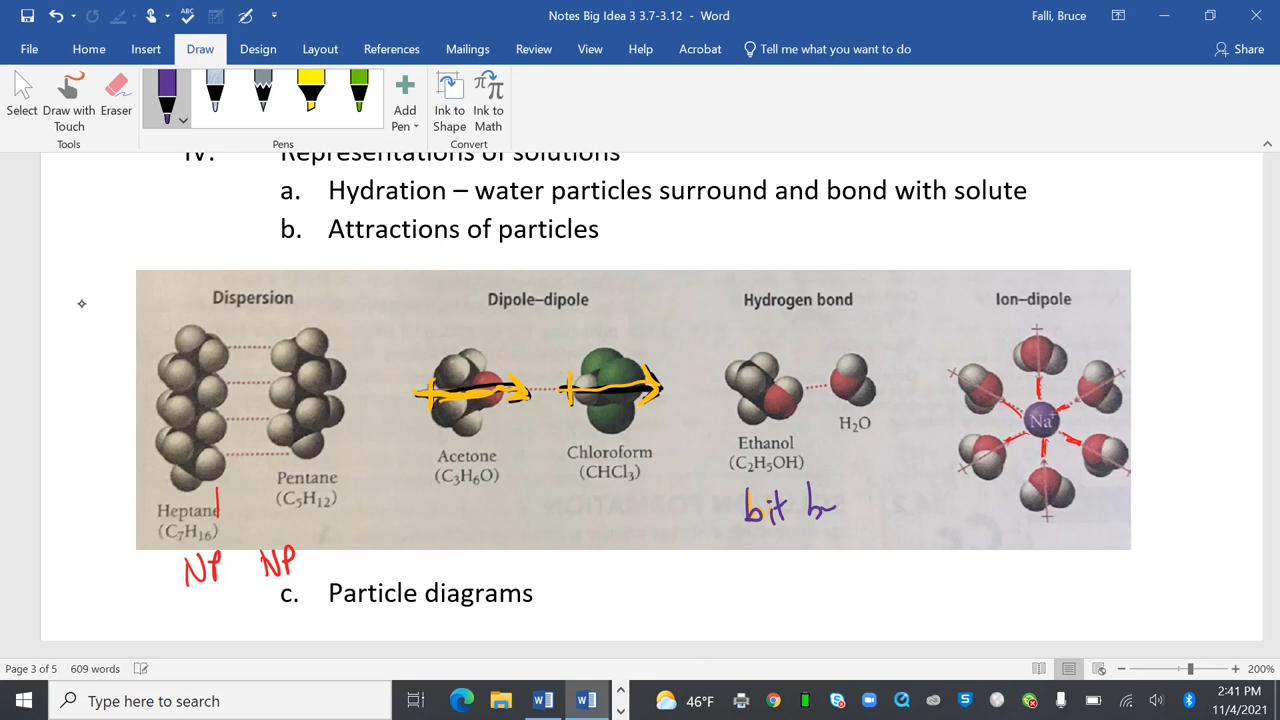 Notes Big Idea 3 3.7-3.12 - Word
Falli, Bruce
File Home Insert Draw Design Layout References Mailings Review View Help Acrobat Tell me what you want to do Share
Select Draw with Touch Eraser Add Pen Ink to Shape Ink to Math
Tools Pens Convert
IV. Representations of solutions
a. Hydration – water particles surround and bond with solute
b. Attractions of particles
Dispersion Dipole–dipole Hydrogen bond Ion–dipole
Na+
H₂O
Acetone Chloroform Ethanol
(C₃H₆O) (CHCl₃) (C₂H₅OH)
Pentane
(C₅H₁₂)
Heptane
(C₇H₁₆)
bit
NP NP
c. Particle diagrams
Page 3 of 5 609 words 200%
Type here to search 46°F 2:41 PM
11/4/2021